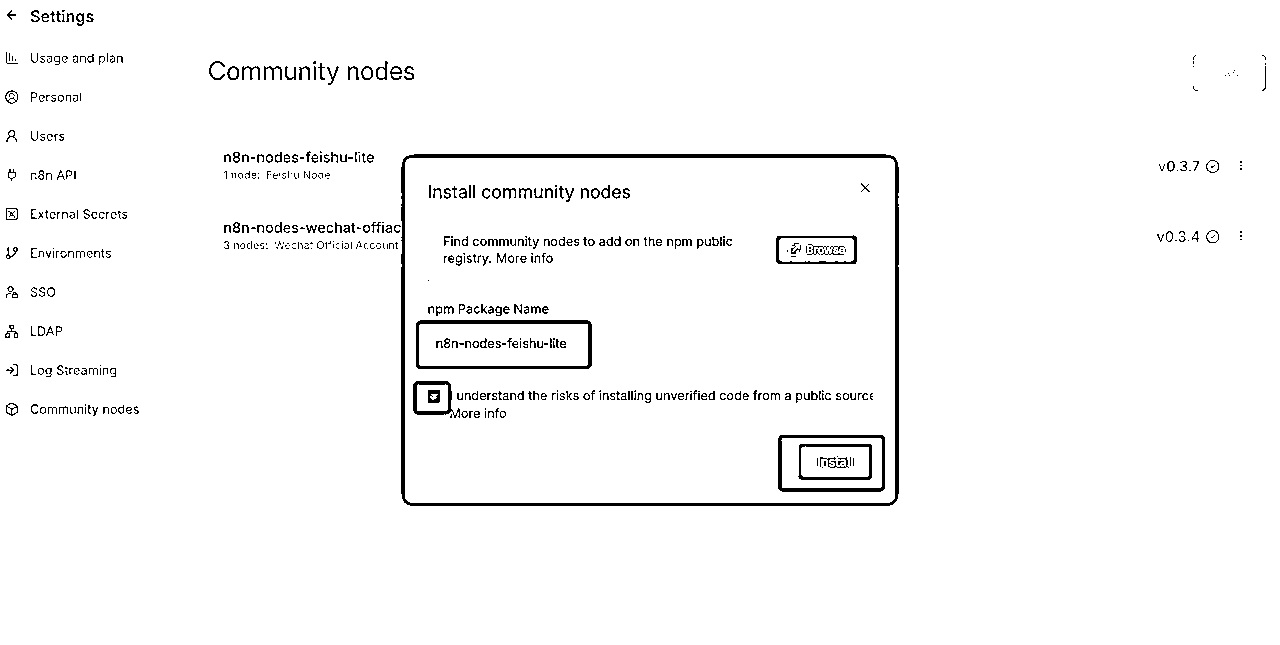 Settings
Usage and plan
Personal
Users
n8n API
External Secrets
Environments
SSO
LDAP
Log Streaming
Community nodes
Community nodes
n8n-nodes-feishu-lite
1 node: Feishu Node
v0.3.7
n8n-nodes-wechat-offiac
3 nodes: Wechat Official Account
v0.3.4
Install community nodes
Find community nodes to add on the npm public
registry. More info
Browse
npm Package Name
n8n-nodes-feishu-lite
I understand the risks of installing unverified code from a public source
More info
Install